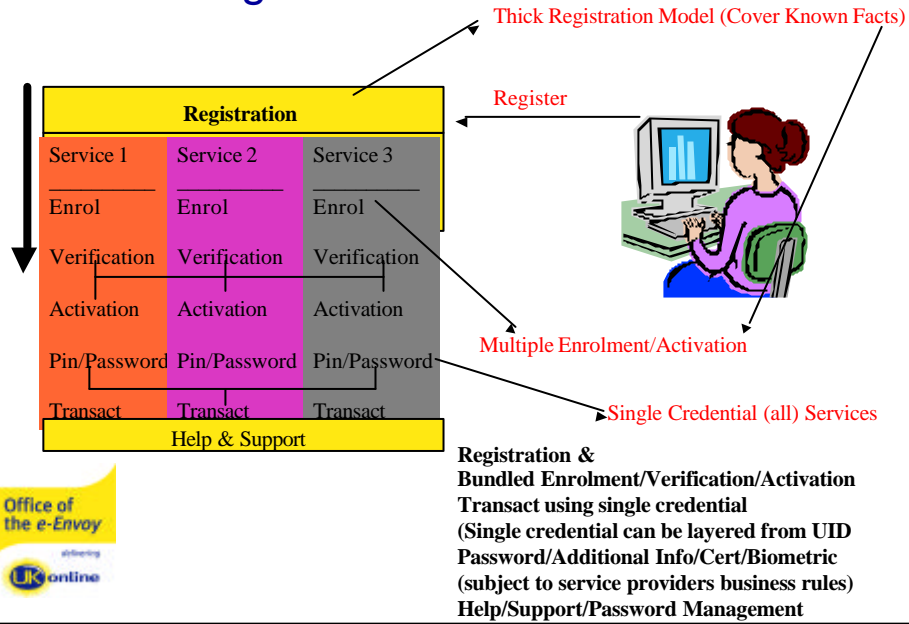 Thick Registration Model (Cover Known Facts)
Register
Registration
Service 1 Service 2 Service 3
Enrol Enrol Enrol
Verification Verification Verification
Activation Activation Activation
Pin/Password Pin/Password Pin/Password
Transact Transact Transact
Help & Support
Multiple Enrolment/Activation
Single Credential (all) Services
Registration &
Bundled Enrolment/Verification/Activation
Transact using single credential
(Single credential can be layered from UID
Password/Additional Info/Cert/Biometric
(subject to service providers business rules)
Help/Support/Password Management
Office of
the e-Envoy
delivering
UK online